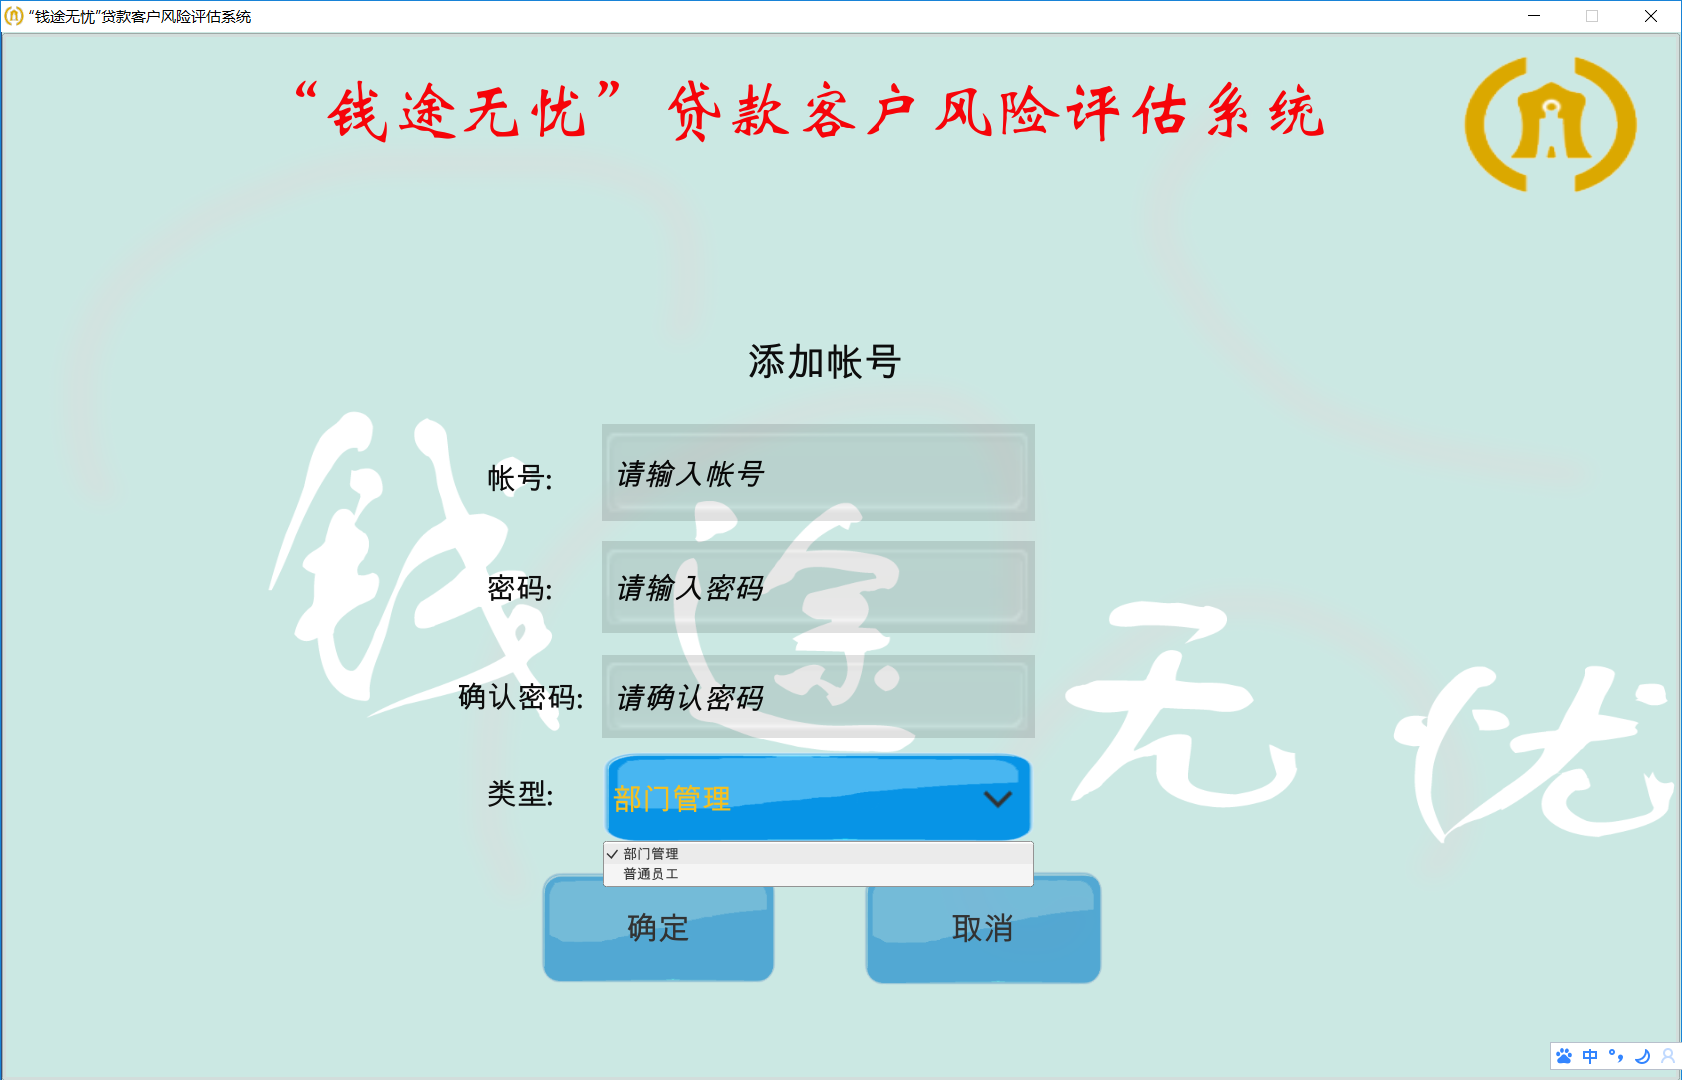 “钱途无忧”贷款客户风险评估系统
“钱途无忧”贷款客户风险评估系统
添加帐号
帐号:
请输入帐号
密码:
请输入密码
确认密码:
请确认密码
类型:
部门管理
部门管理
普通员工
确定
取消
钱途无忧
中